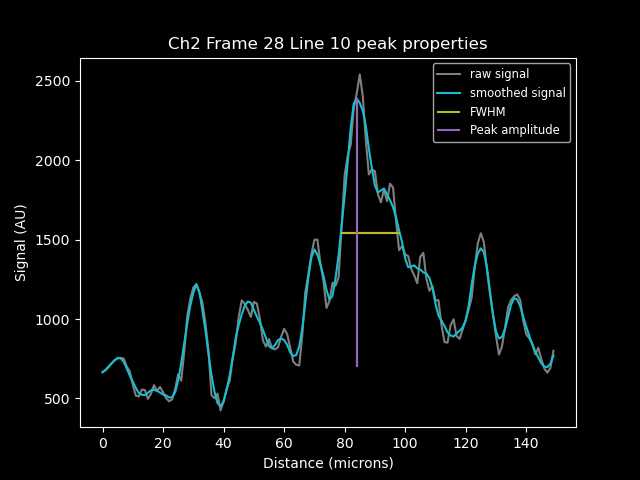 Ch2 Frame 28 Line 10 peak properties
raw signal
smoothed signal
FWHM
Peak amplitude
Signal (AU)
2500
2000
1500
1000
500
0 20 40 60 80 100 120 140
Distance (microns)